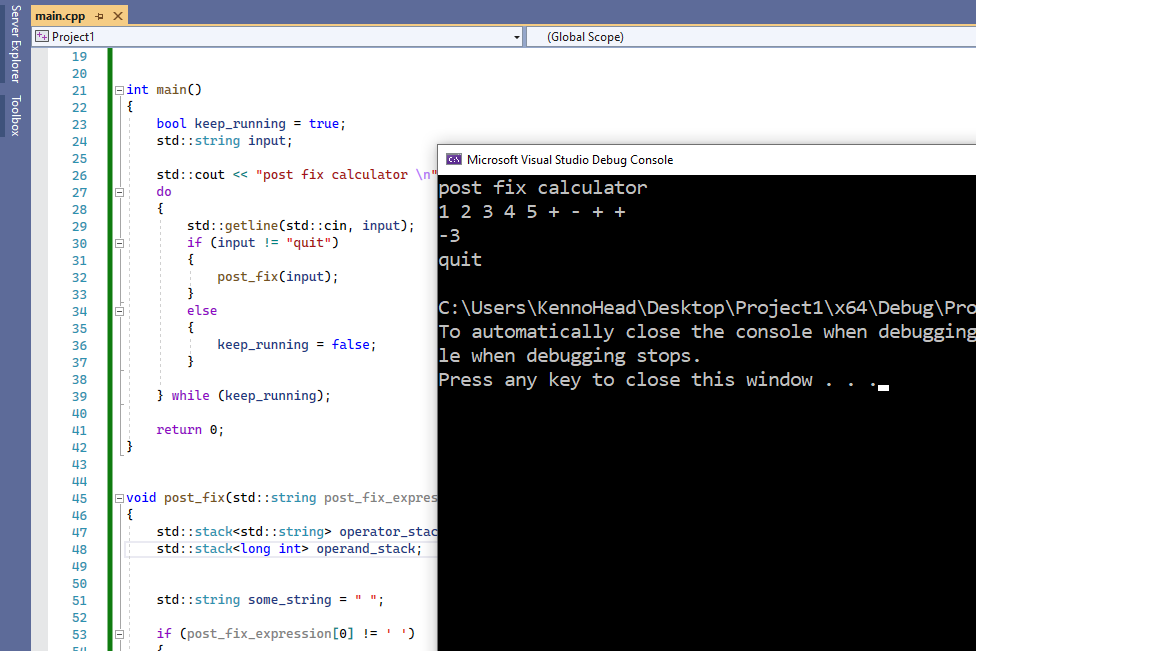 Server Explorer
Toolbox
main.cpp
Project1
(Global Scope)
19
20
21 int main()
22 {
23 bool keep_running = true;
24 std::string input;
25
26 std::cout << "post fix calculator \n"
27 do
28 {
29 std::getline(std::cin, input);
30 if (input != "quit")
31 {
32 post_fix(input);
33 }
34 else
35 {
36 keep_running = false;
37 }
38
39 } while (keep_running);
40
41 return 0;
42 }
43
44
45 void post_fix(std::string post_fix_expres
46 {
47 std::stack<std::string> operator_stac
48 std::stack<long int> operand_stack;
49
50
51 std::string some_string = " ";
52
53 if (post_fix_expression[0] != ' ')
54 {
Microsoft Visual Studio Debug Console
post fix calculator
1 2 3 4 5 + - + +
-3
quit
C:\Users\KennoHead\Desktop\Project1\x64\Debug\Pro
To automatically close the console when debugging
le when debugging stops.
Press any key to close this window . . .